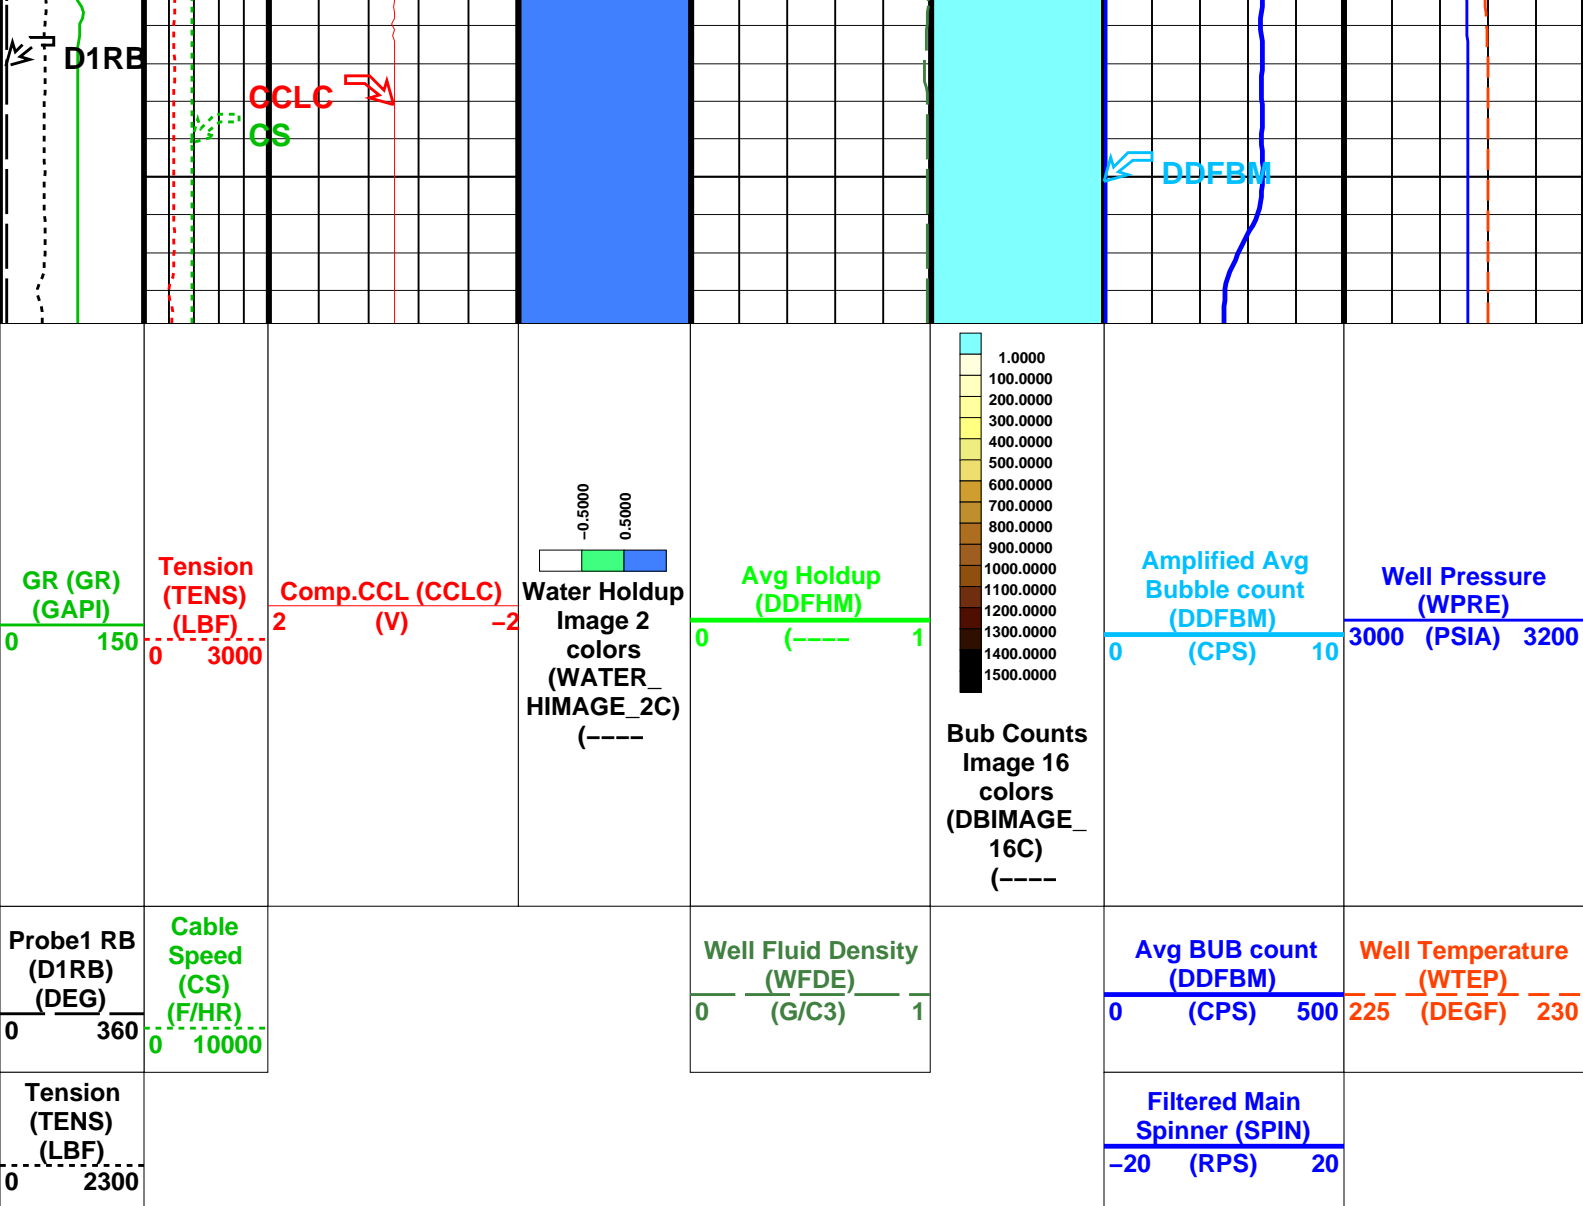 D1RB
CCLC
CS
DDFBM
GR (GR)
(GAPI)
0 150
Tension
(TENS)
(LBF)
0 3000
Comp.CCL (CCLC)
2 (V) −2
−0.5000
0.5000
Water Holdup
Image 2
colors
(WATER_
HIMAGE_2C)
(−−−−
Avg Holdup
(DDFHM)
0 (−−−− 1
1.0000
100.0000
200.0000
300.0000
400.0000
500.0000
600.0000
700.0000
800.0000
900.0000
1000.0000
1100.0000
1200.0000
1300.0000
1400.0000
1500.0000
Bub Counts
Image 16
colors
(DBIMAGE_
16C)
(−−−−
Amplified Avg
Bubble count
(DDFBM)
0 (CPS) 10
Well Pressure
(WPRE)
3000 (PSIA) 3200
Probe1 RB
(D1RB)
(DEG)
0 360
Cable
Speed
(CS)
(F/HR)
0 10000
Well Fluid Density
(WFDE)
0 (G/C3) 1
Avg BUB count
(DDFBM)
0 (CPS) 500
Well Temperature
(WTEP)
225 (DEGF) 230
Tension
(TENS)
(LBF)
0 2300
Filtered Main
Spinner (SPIN)
−20 (RPS) 20